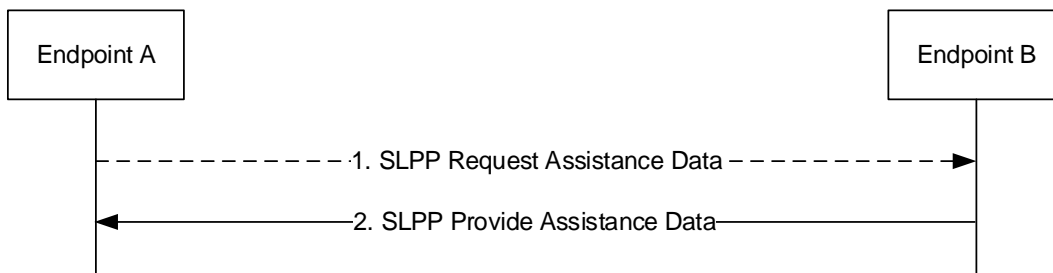 Endpoint A
Endpoint B
1. SLPP Request Assistance Data
2. SLPP Provide Assistance Data